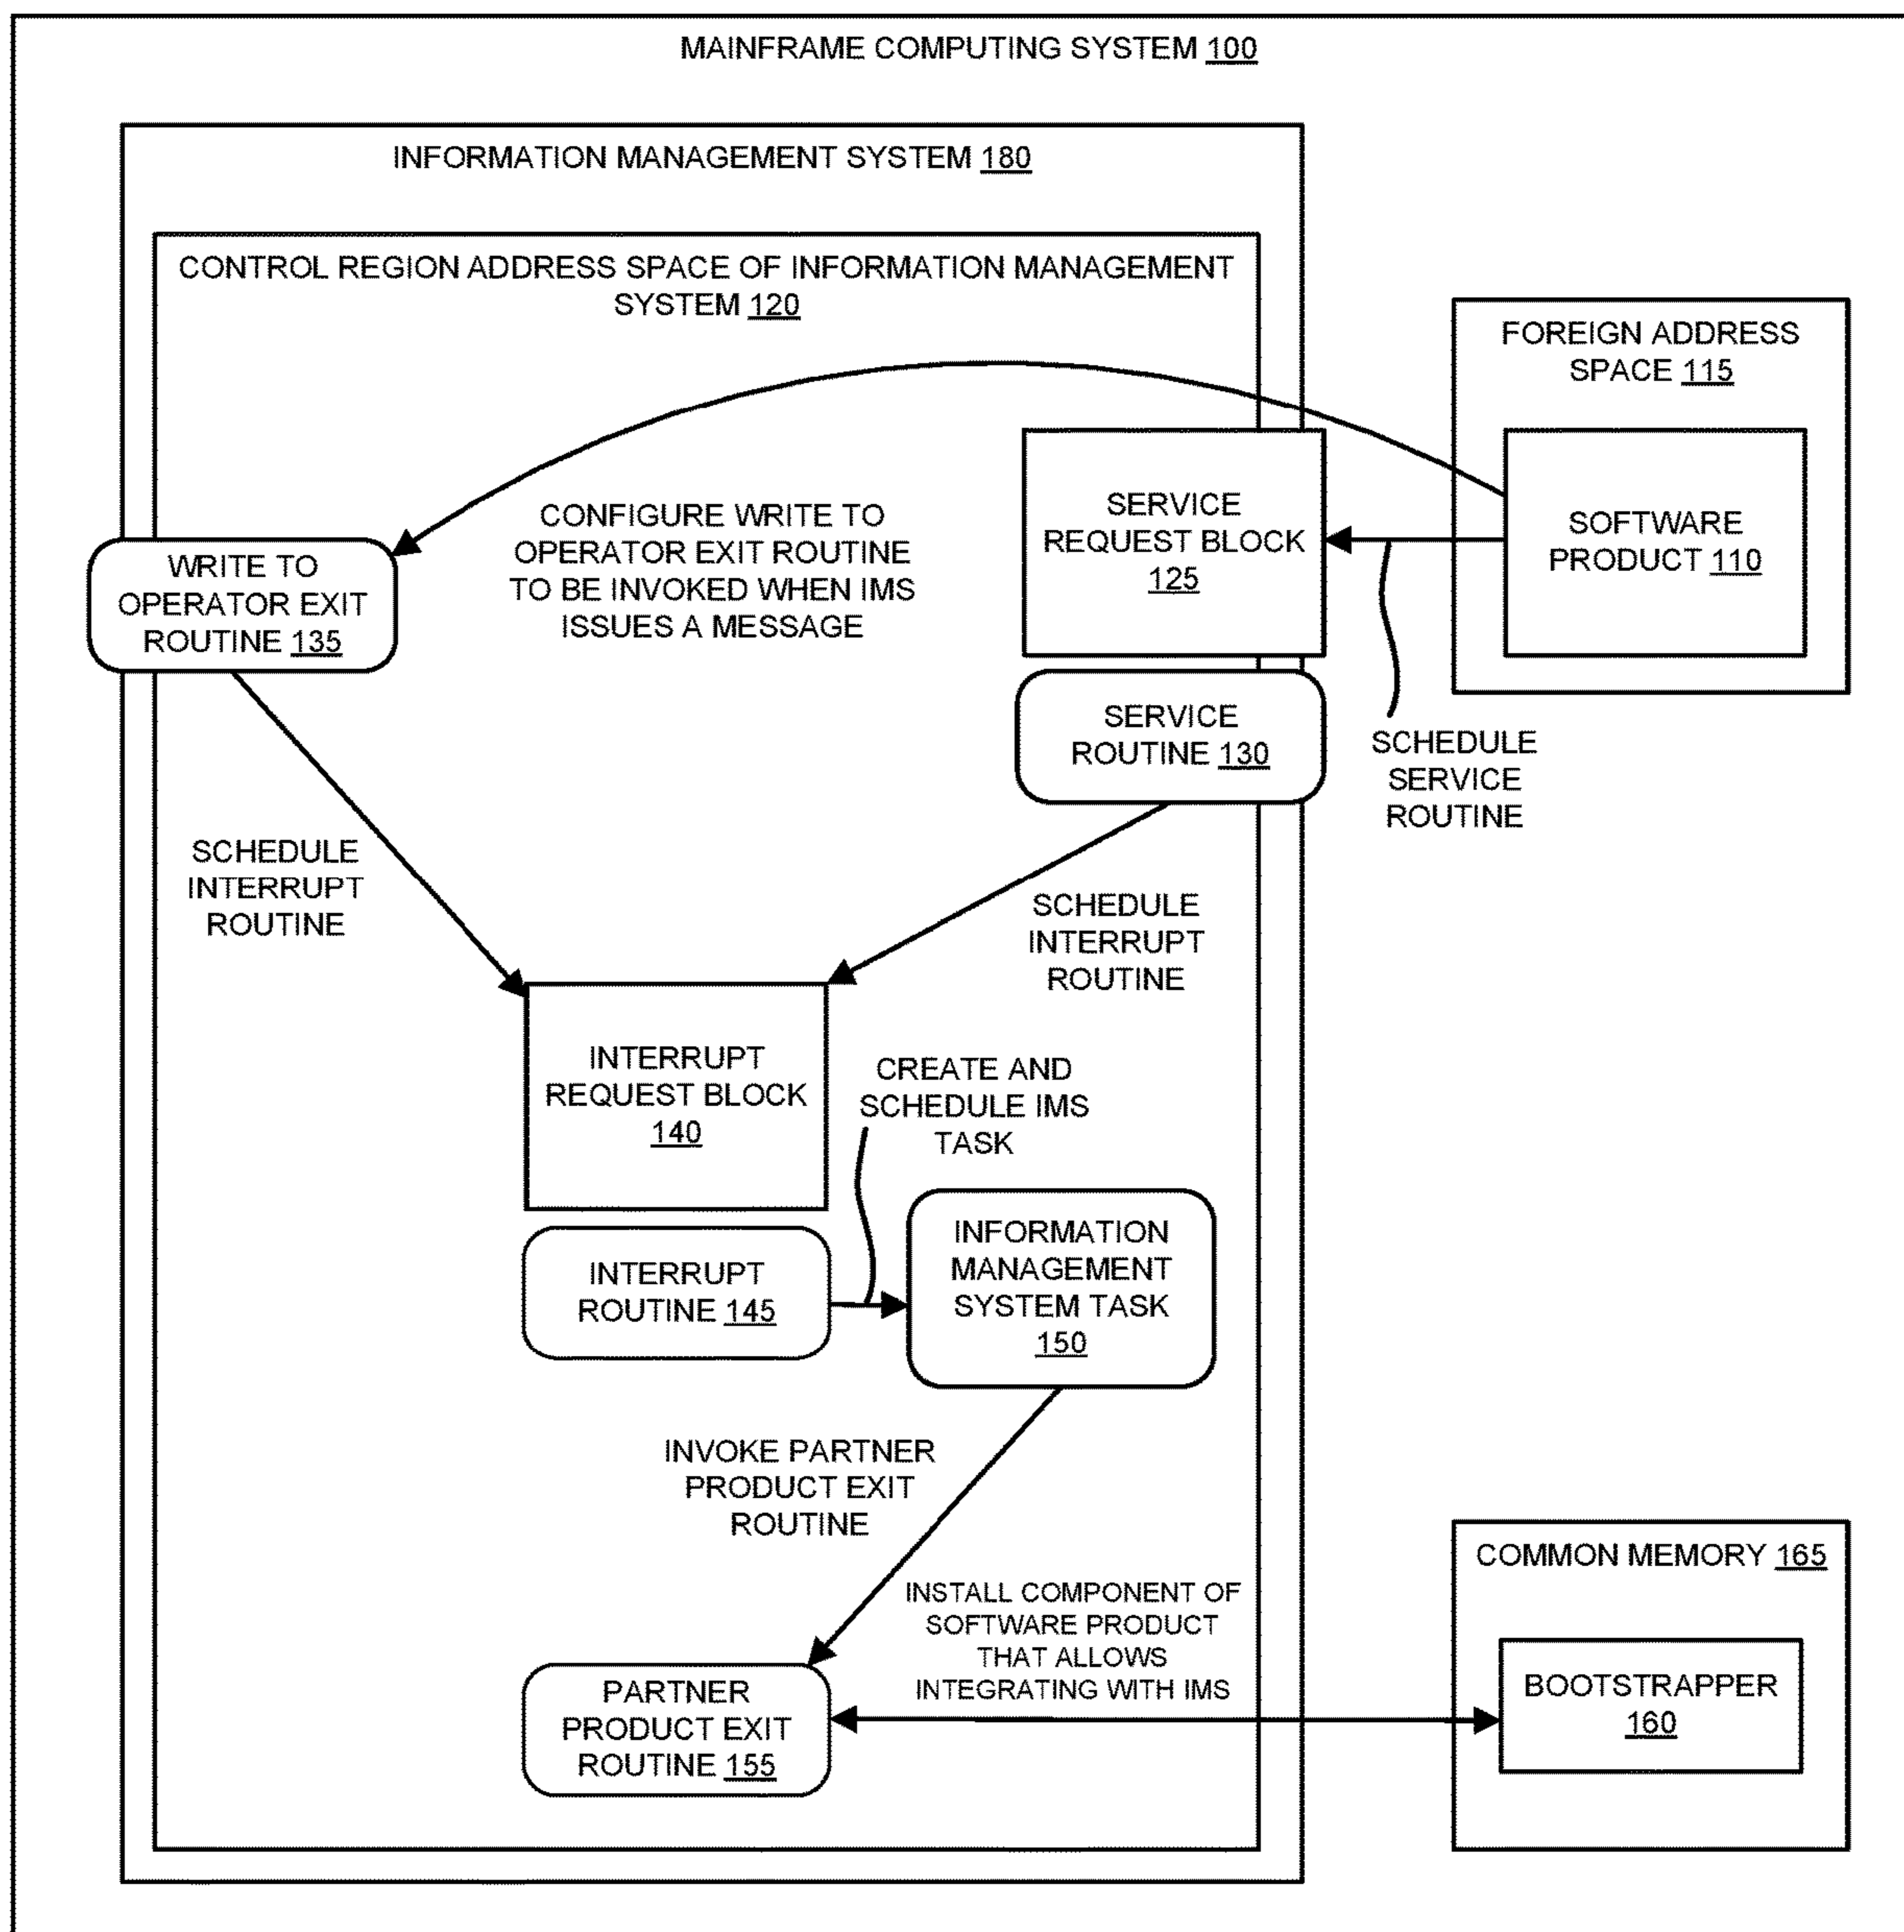 MAINFRAME COMPUTING SYSTEM 100
INFORMATION MANAGEMENT SYSTEM 180
CONTROL REGION ADDRESS SPACE OF INFORMATION MANAGEMENT
SYSTEM 120
FOREIGN ADDRESS
SPACE 115
SOFTWARE
PRODUCT 110
SERVICE
REQUEST BLOCK
125
CONFIGURE WRITE TO
OPERATOR EXIT ROUTINE
TO BE INVOKED WHEN IMS
ISSUES A MESSAGE
WRITE TO
OPERATOR EXIT
ROUTINE 135
SERVICE
ROUTINE 130
SCHEDULE
SERVICE
ROUTINE
SCHEDULE
INTERRUPT
ROUTINE
SCHEDULE
INTERRUPT
ROUTINE
INTERRUPT
REQUEST BLOCK
140
CREATE AND
SCHEDULE IMS
TASK
INTERRUPT
ROUTINE 145
INFORMATION
MANAGEMENT
SYSTEM TASK
150
INVOKE PARTNER
PRODUCT EXIT
ROUTINE
INSTALL COMPONENT OF
SOFTWARE PRODUCT
THAT ALLOWS
INTEGRATING WITH IMS
PARTNER
PRODUCT EXIT
ROUTINE 155
COMMON MEMORY 165
BOOTSTRAPPER
160